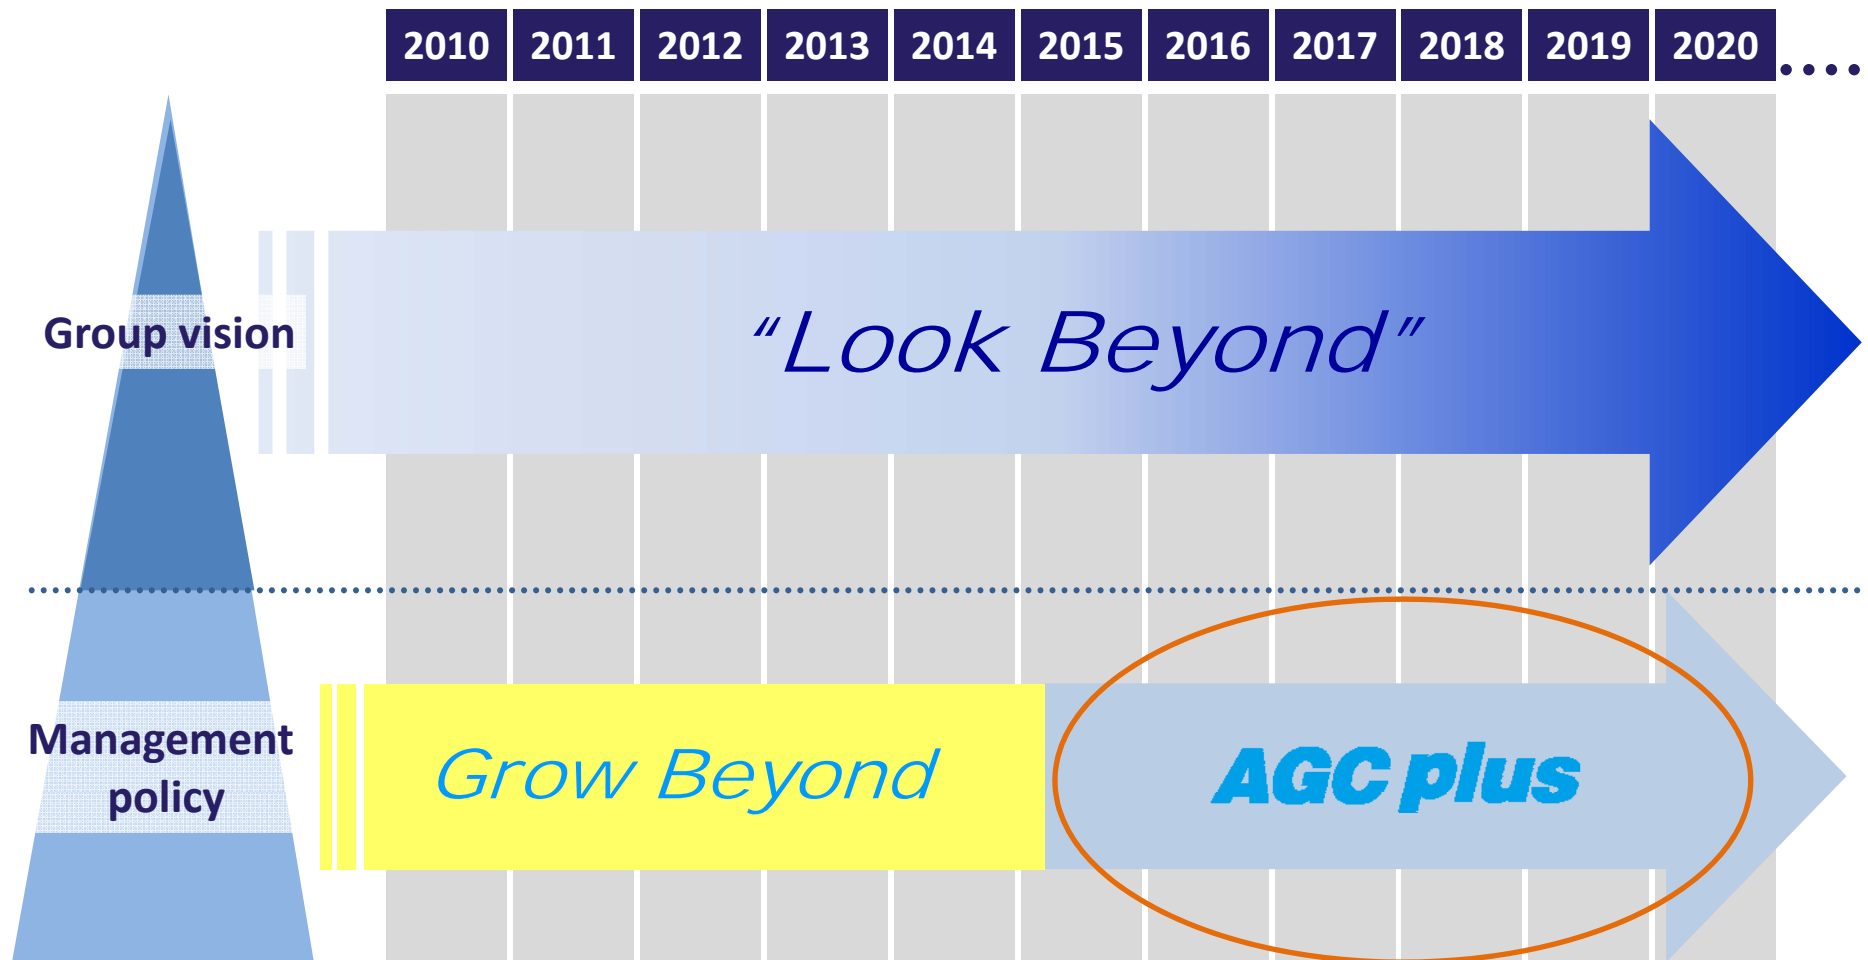 2010 2011 2012 2013 2014 2015 2016 2017 2018 2019 2020 ....
Group vision
“Look Beyond”
Management
policy
Grow Beyond
AGC plus